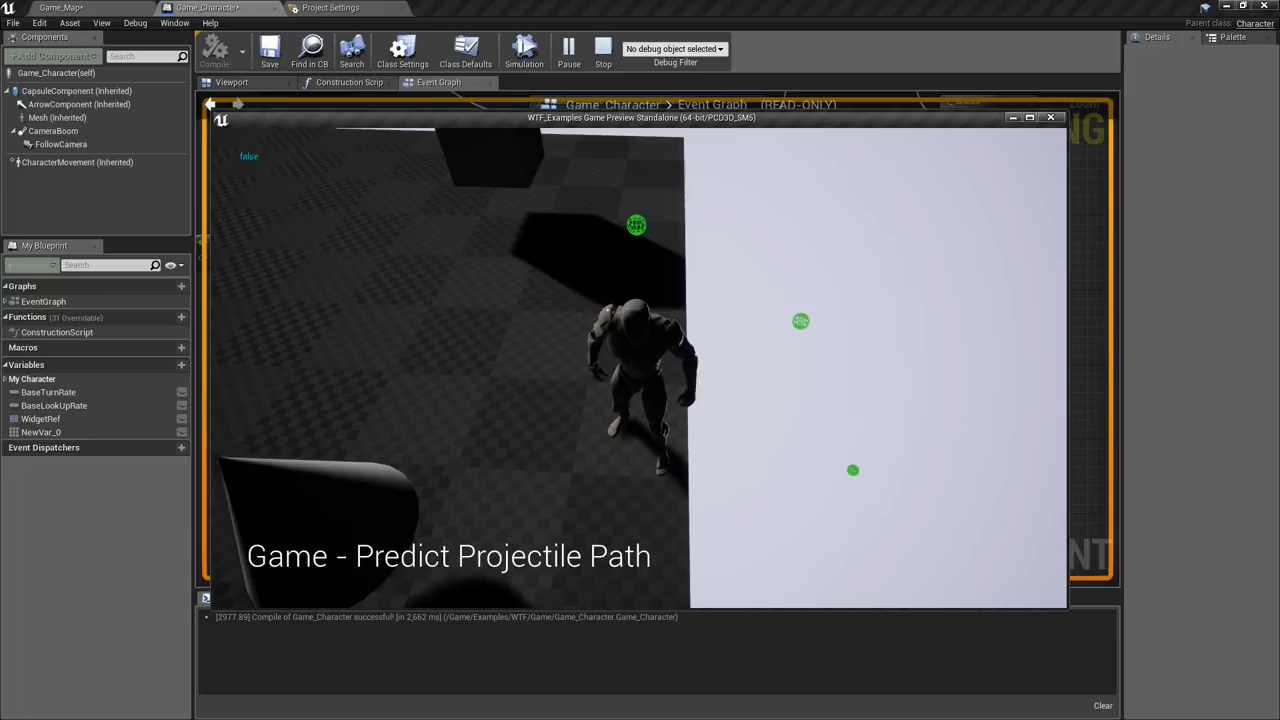 Game_Map*
Game_Character*
Project Settings
File Edit Asset View Debug Window Help
Parent class: Character
Components
+Add Component
Search
Game_Character(self)
CapsuleComponent (Inherited)
ArrowComponent (Inherited)
Mesh (Inherited)
CameraBoom
FollowCamera
CharacterMovement (Inherited)
Compile
Save
Find in CB
Search
Class Settings
Class Defaults
Simulation
Pause
Stop
No debug object selected
Debug Filter
Details
Palette
Viewport
Construction Scrip
Event Graph
Game_Character > Event Graph (READ-ONLY)
Zoom
WTF_Examples Game Preview Standalone (64-bit/PCD3D_SM5)
false
Game - Predict Projectile Path
My Blueprint
Search
Graphs
EventGraph
Functions (31 Overridable)
ConstructionScript
Macros
Variables
My Character
BaseTurnRate
BaseLookUpRate
WidgetRef
NewVar_0
Event Dispatchers
[2977.89] Compile of Game_Character successful! [in 2,662 ms] (/Game/Examples/WTF/Game/Game_Character.Game_Character)
Clear